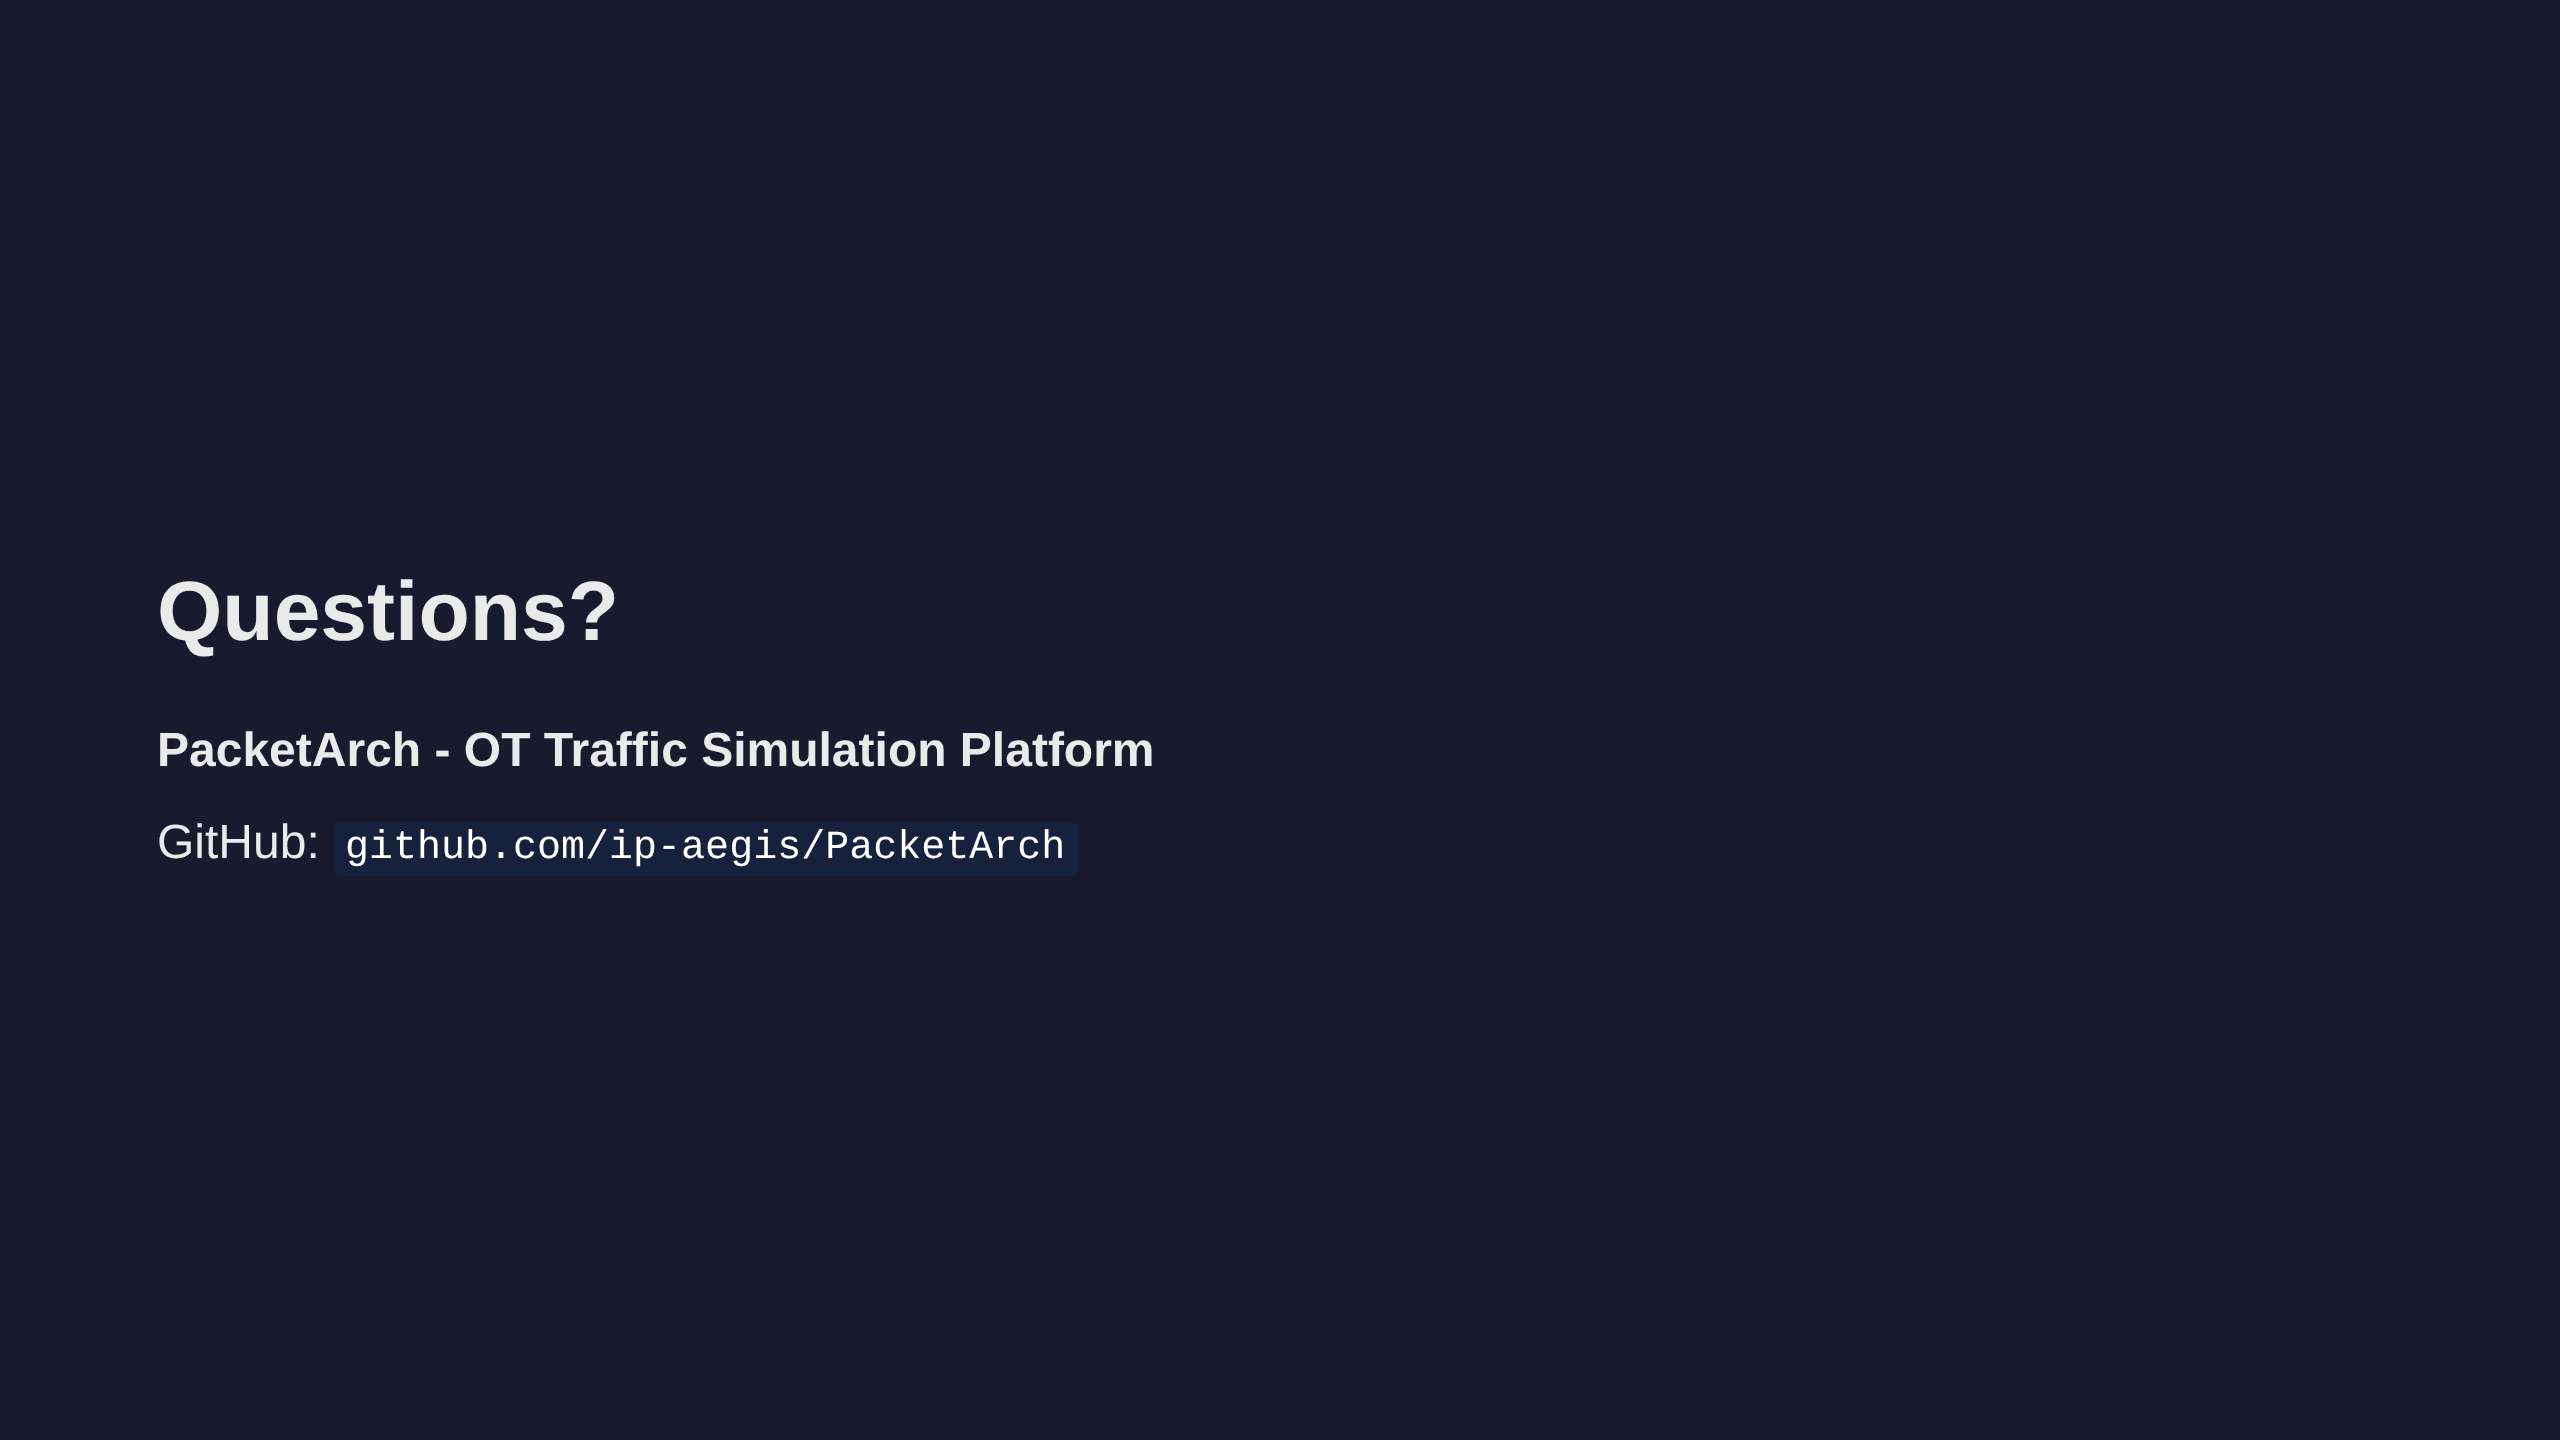 Questions?
PacketArch - OT Traffic Simulation Platform
GitHub: github.com/ip-aegis/PacketArch